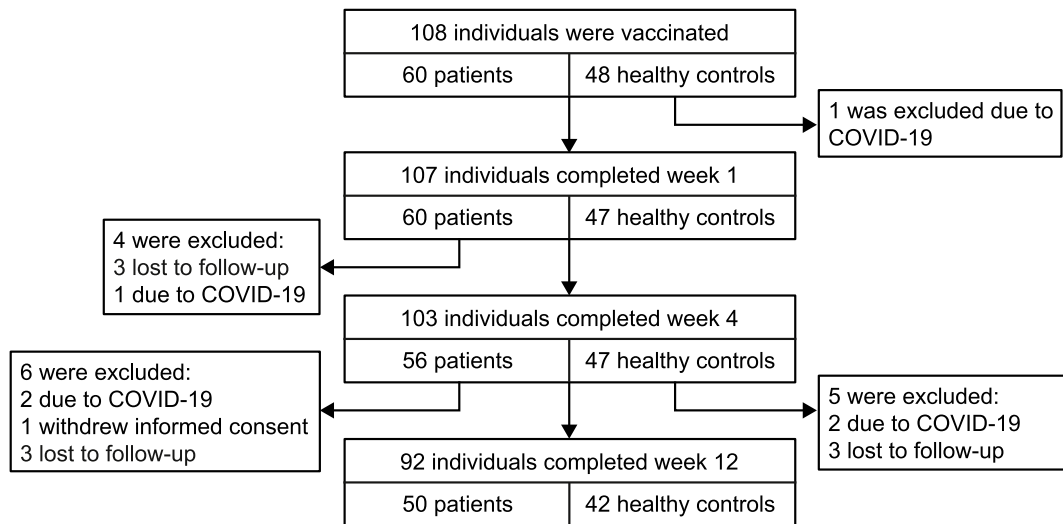 108 individuals were vaccinated
60 patients
48 healthy controls
1 was excluded due to
COVID-19
107 individuals completed week 1
60 patients
47 healthy controls
4 were excluded:
3 lost to follow-up
1 due to COVID-19
103 individuals completed week 4
56 patients
47 healthy controls
6 were excluded:
2 due to COVID-19
1 withdrew informed consent
3 lost to follow-up
5 were excluded:
2 due to COVID-19
3 lost to follow-up
92 individuals completed week 12
50 patients
42 healthy controls